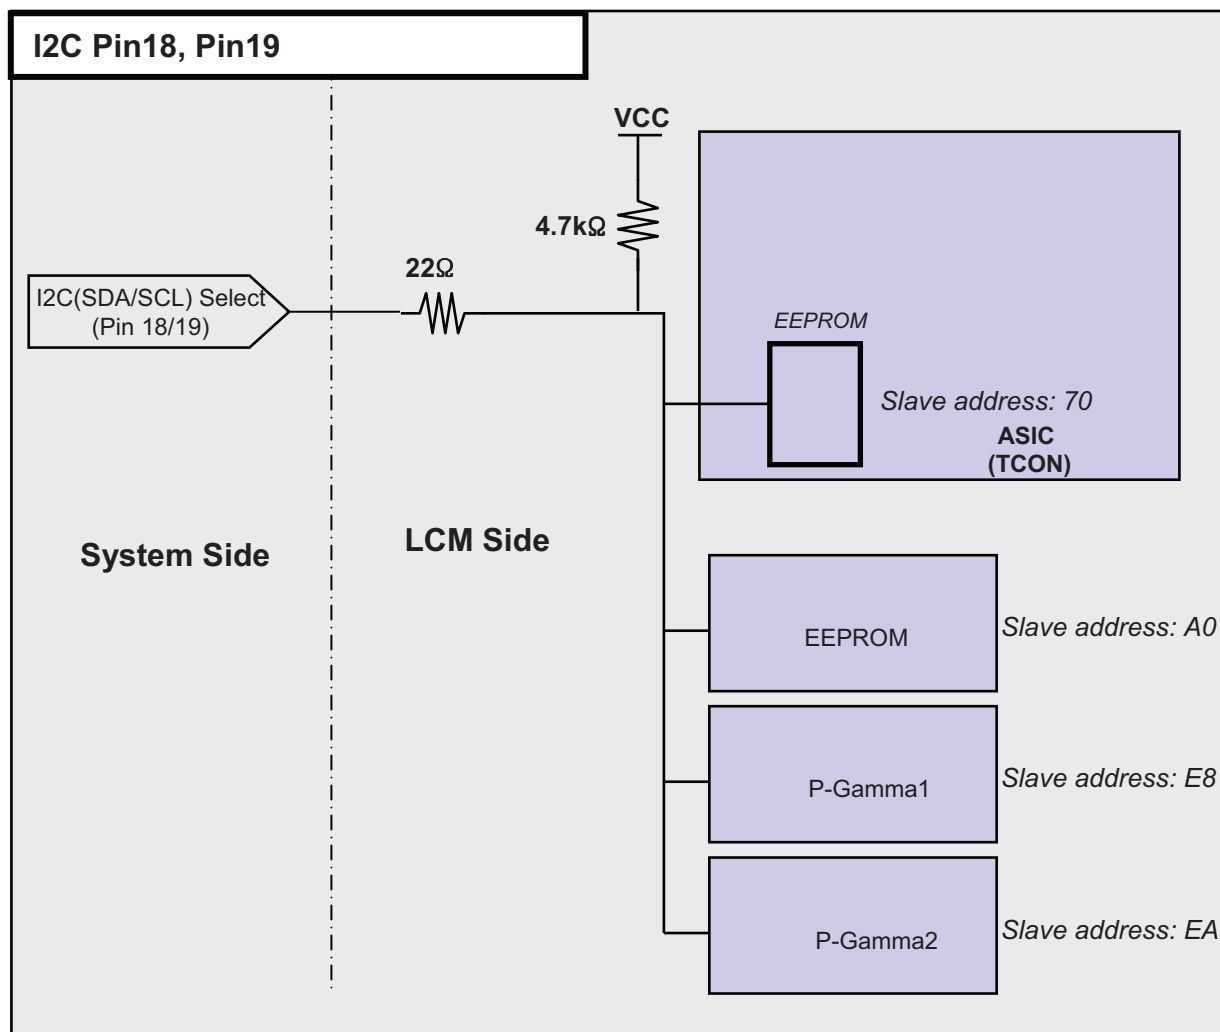 I2C Pin18, Pin19
VCC
4.7kΩ
22Ω
I2C(SDA/SCL) Select
(Pin 18/19)
EEPROM
Slave address: 70
ASIC
(TCON)
System Side
LCM Side
EEPROM
Slave address: A0
P-Gamma1
Slave address: E8
P-Gamma2
Slave address: EA